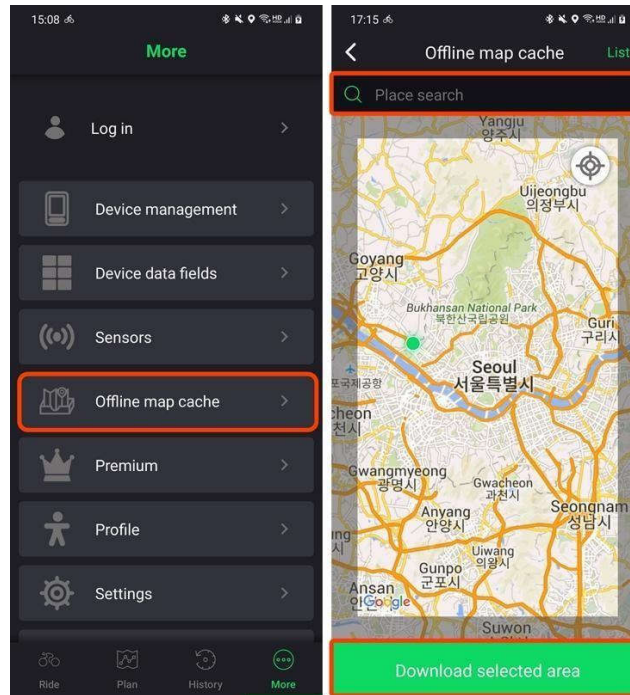 15:08
More
Log in
Device management
Device data fields
Sensors
Offline map cache
Premium
Profile
Settings
Ride
Plan
History
More
17:15
Offline map cache
List
Place search
Yangju
양주시
Uijeongbu
의정부시
Goyang
고양시
Bukhansan National Park
북한산국립공원
Guri
구리시
Seoul
서울특별시
포국제공항
cheon
천시
Gwangmyeong
광명시
Gwacheon
과천시
Seongnam
성남시
Anyang
안양시
Uiwang
의왕시
Gunpo
군포시
Ansan
Google
Suwon
Download selected area